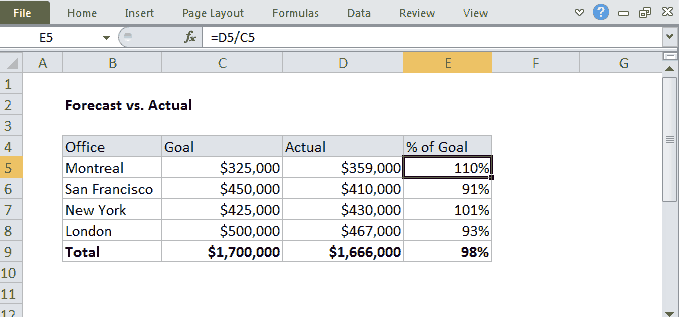 File Home Insert Page Layout Formulas Data Review View ?
E5 fx =D5/C5
A B C D E F G
1
2 Forecast vs. Actual
3
4 Office Goal Actual % of Goal
5 Montreal $325,000 $359,000 110%
6 San Francisco $450,000 $410,000 91%
7 New York $425,000 $430,000 101%
8 London $500,000 $467,000 93%
9 Total $1,700,000 $1,666,000 98%
10
11
12